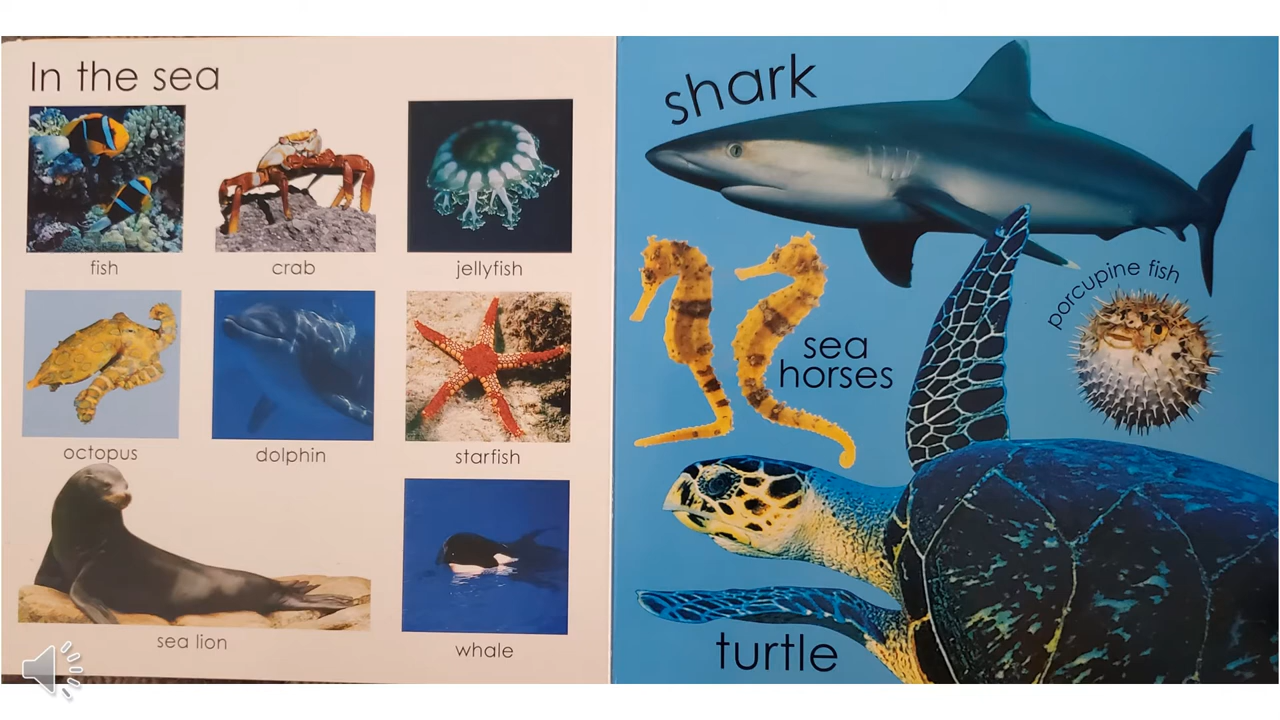 In the sea
fish
crab
jellyfish
octopus
dolphin
starfish
sea lion
whale
shark
porcupine fish
sea
horses
turtle